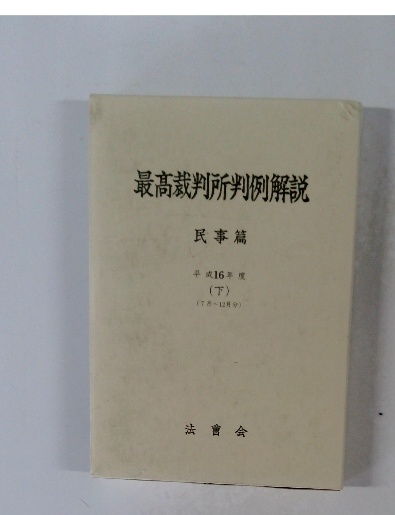 最高裁判所判例解説
民事篇
平成16年度
(下)
(7月~12月分)
法曹会